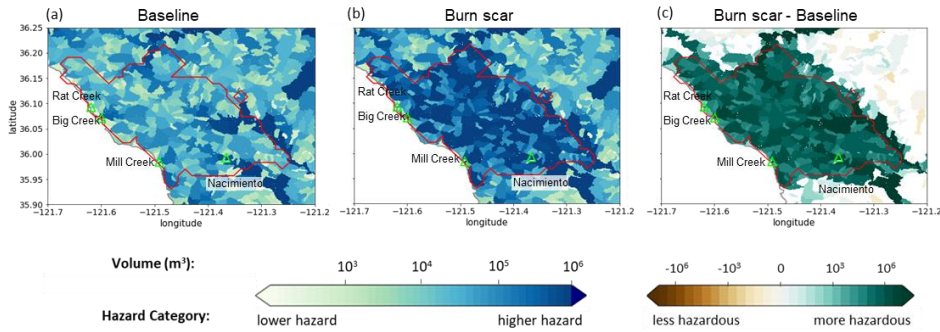 (a) Baseline
(b) Burn scar
(c) Burn scar - Baseline
36.25
36.20
36.15
36.10
36.05
36.00
35.95
35.90
latitude
Rat Creek
Big Creek
Mill Creek
Nacimiento
Rat Creek
Big Creek
Mill Creek
Nacimiento
Rat Creek
Big Creek
Mill Creek
Nacimiento
−121.7 −121.6 −121.5 −121.4 −121.3 −121.2
longitude
−121.7 −121.6 −121.5 −121.4 −121.3 −121.2
longitude
−121.7 −121.6 −121.5 −121.4 −121.3 −121.2
longitude
Volume (m³): 10³ 10⁴ 10⁵ 10⁶
-10⁶ -10³ 0 10³ 10⁶
Hazard Category: lower hazard higher hazard
less hazardous more hazardous